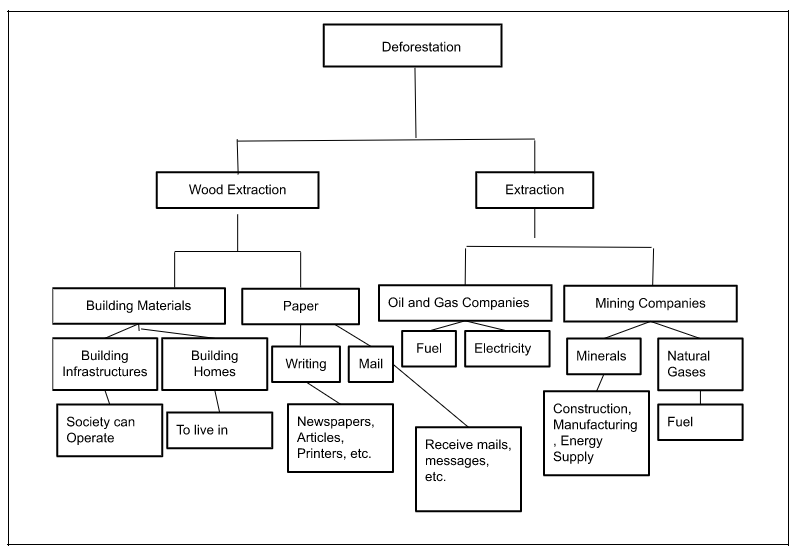 Deforestation
Wood Extraction
Extraction
Building Materials
Paper
Oil and Gas Companies
Mining Companies
Building
Infrastructures
Building
Homes
Writing
Mail
Fuel
Electricity
Minerals
Natural
Gases
Society can
Operate
To live in
Newspapers,
Articles,
Printers, etc.
Receive mails,
messages,
etc.
Construction,
Manufacturing
, Energy
Supply
Fuel